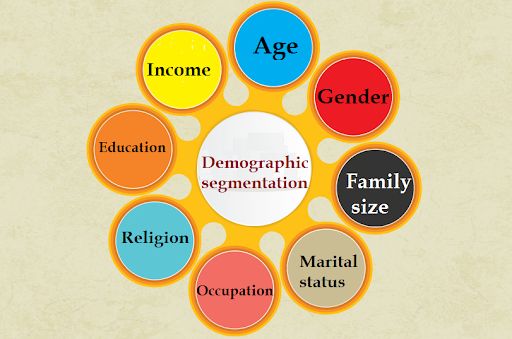 Age
Gender
Family
size
Marital
status
Occupation
Religion
Education
Income
Demographic
segmentation